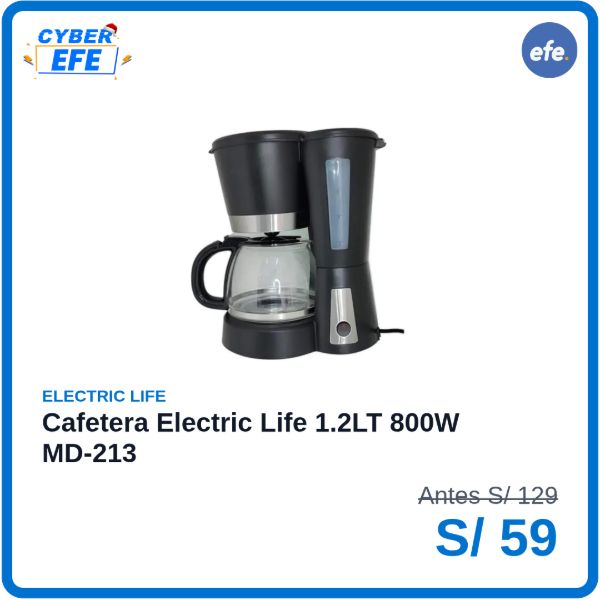 CYBER
EFE
efe.
ELECTRIC LIFE
Cafetera Electric Life 1.2LT 800W
MD-213
Antes S/ 129
S/ 59